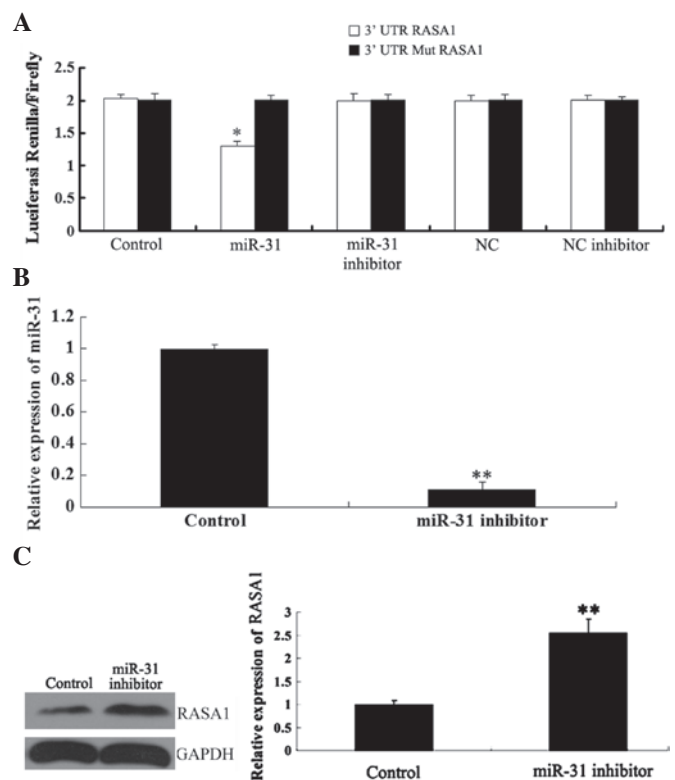 A
3' UTR RASA1
3' UTR Mut RASA1
Luciferasi Renilla/Firefly
2.5
2
1.5
1
0.5
0
*
Control
miR-31
miR-31
inhibitor
NC
NC inhibitor
B
Relative expression of miR-31
1.2
1
0.8
0.6
0.4
0.2
0
**
Control
miR-31 inhibitor
C
Control
miR-31
inhibitor
RASA1
GAPDH
Relative expression of RASA1
3
2.5
2
1.5
1
0.5
0
**
Control
miR-31 inhibitor